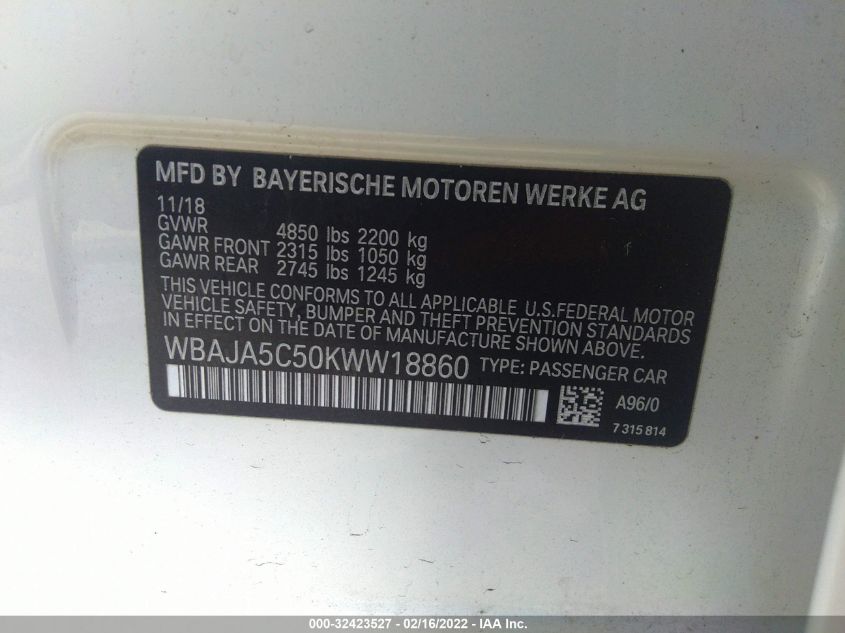 MFD BY BAYERISCHE MOTOREN WERKE AG
11/18
GVWR 4850 lbs 2200 kg
GAWR FRONT 2315 lbs 1050 kg
GAWR REAR 2745 lbs 1245 kg
THIS VEHICLE CONFORMS TO ALL APPLICABLE U.S.FEDERAL MOTOR
VEHICLE SAFETY, BUMPER AND THEFT PREVENTION STANDARDS
IN EFFECT ON THE DATE OF MANUFACTURE SHOWN ABOVE.
WBAJA5C50KWW18860 TYPE: PASSENGER CAR
A96/0
7 315 814
000-32423527 - 02/16/2022 - IAA Inc.